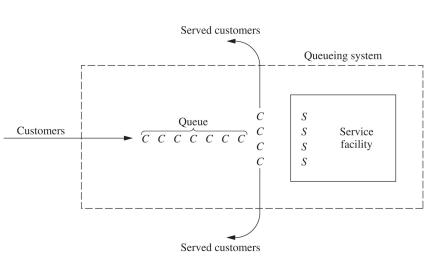 Served customers
Queueing system
Queue
Customers
C C C C C C C
C S
C S
C S
C S
Service
facility
Served customers